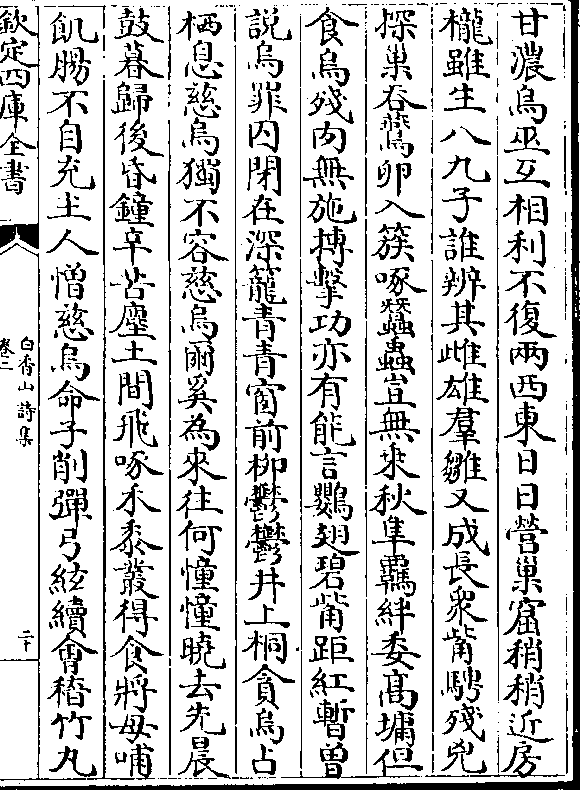 甘濃烏巫互相利不復兩西東日日營巢窟稍稍近房
櫳雖生八九子誰辨其雌雄羣雛又成長衆觜騁殘兇
探巢吞鷰卵入簇啄蠶蟲豈無乗秋隼羈絆委高墉但
食烏殘肉無施搏擊功亦有能言鸚翅碧觜距紅暫曽
説烏罪囚閉在深籠青青窗前柳鬱鬱井上桐貪烏占
栖息慈烏獨不容慈烏爾奚為來往何憧憧曉去先晨
鼓暮歸後昏鐘辛苦塵土間飛啄禾黍叢得食將母哺
飢腸不自充主人憎慈烏命子削彈弓絃續㑹稽竹丸
欽定四庫全書
白香山詩集
卷二
二十